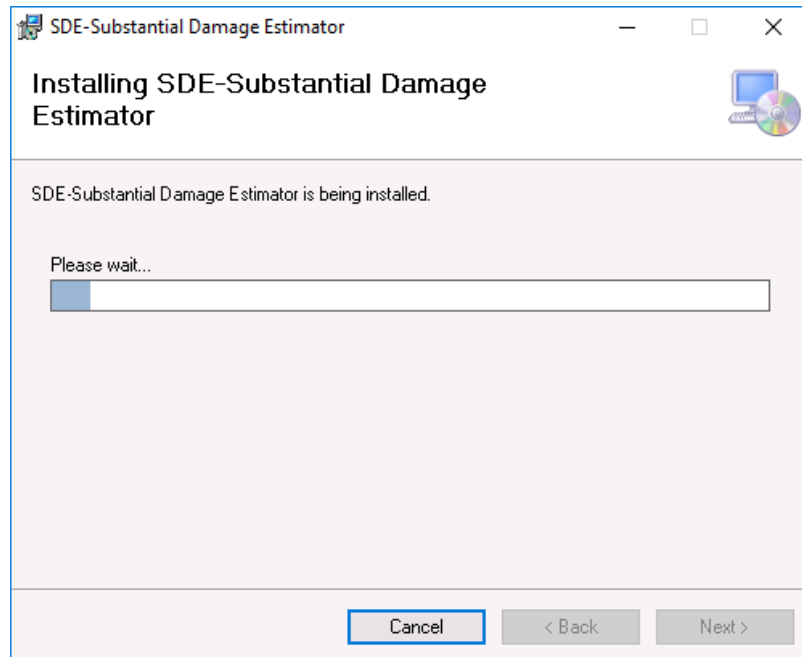 SDE-Substantial Damage Estimator
Installing SDE-Substantial Damage
Estimator
SDE-Substantial Damage Estimator is being installed.
Please wait...
Cancel
< Back
Next >